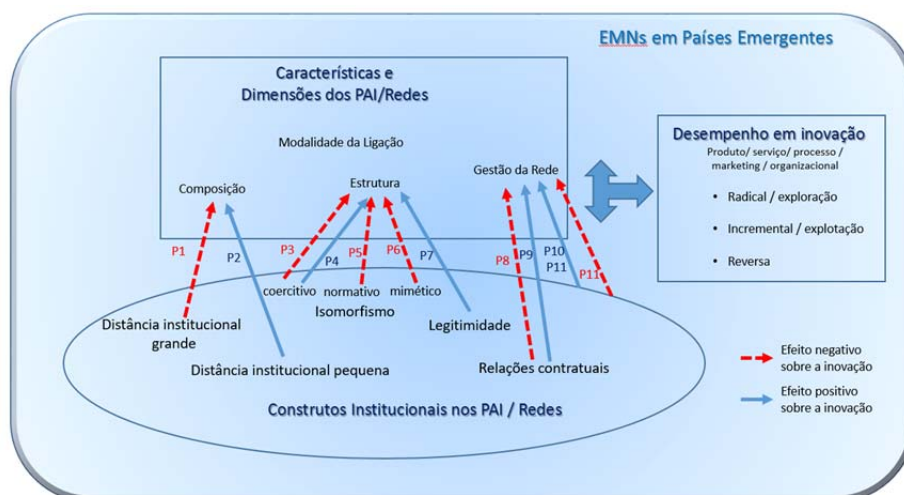 EMNs em Países Emergentes
Características e
Dimensões dos PAI/Redes
Modalidade da Ligação
Gestão da Rede
Estrutura
Composição
Desempenho em inovação
Produto/ serviço/ processo /
marketing / organizacional
• Radical / exploração
• Incremental / explotação
• Reversa
P1
P2
P3
P4
P5
P6
P7
P8
P9
P10
P11
P11
coercitivo
normativo
mimético
Isomorfismo
Distância institucional
grande
Legitimidade
Distância institucional pequena
Relações contratuais
Construtos Institucionais nos PAI / Redes
Efeito negativo
sobre a inovação
Efeito positivo
sobre a inovação